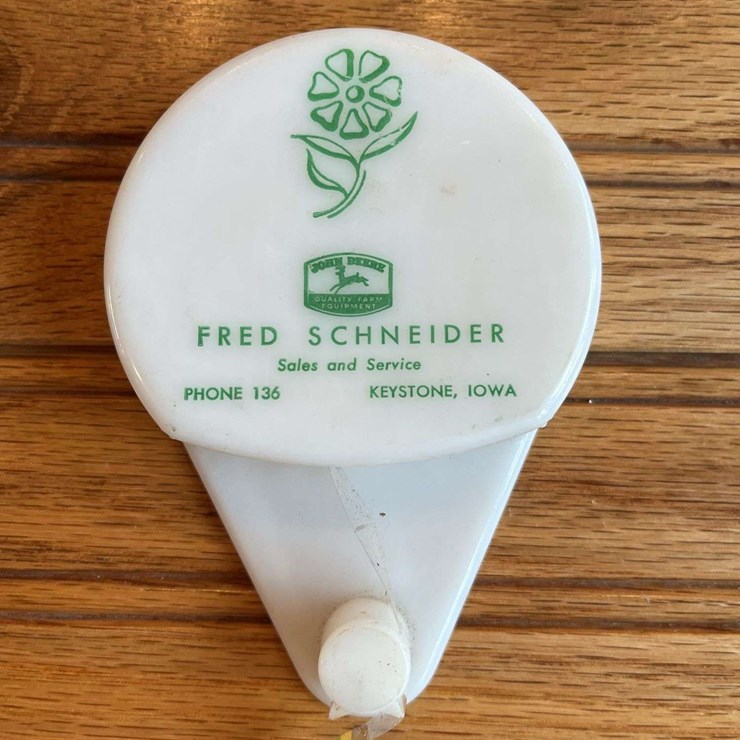 JOHN DEERE
QUALITY FARM
EQUIPMENT
FRED SCHNEIDER
Sales and Service
PHONE 136 KEYSTONE, IOWA